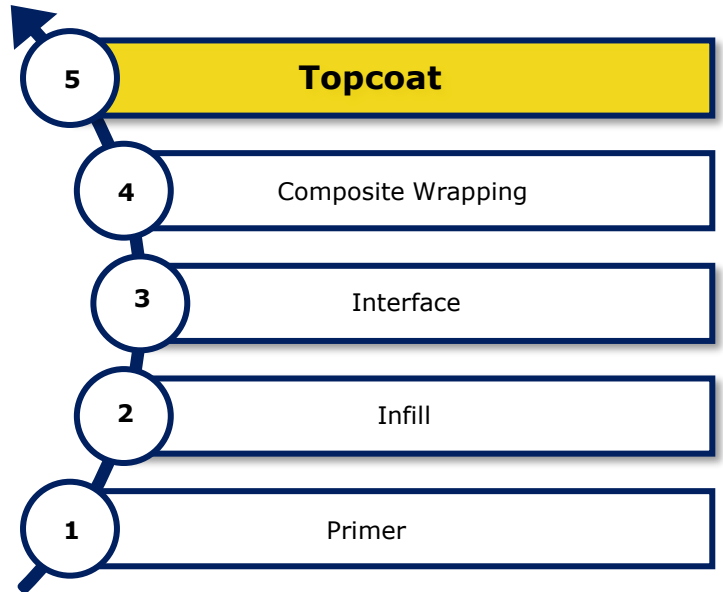 5 Topcoat
4 Composite Wrapping
3 Interface
2 Infill
1 Primer